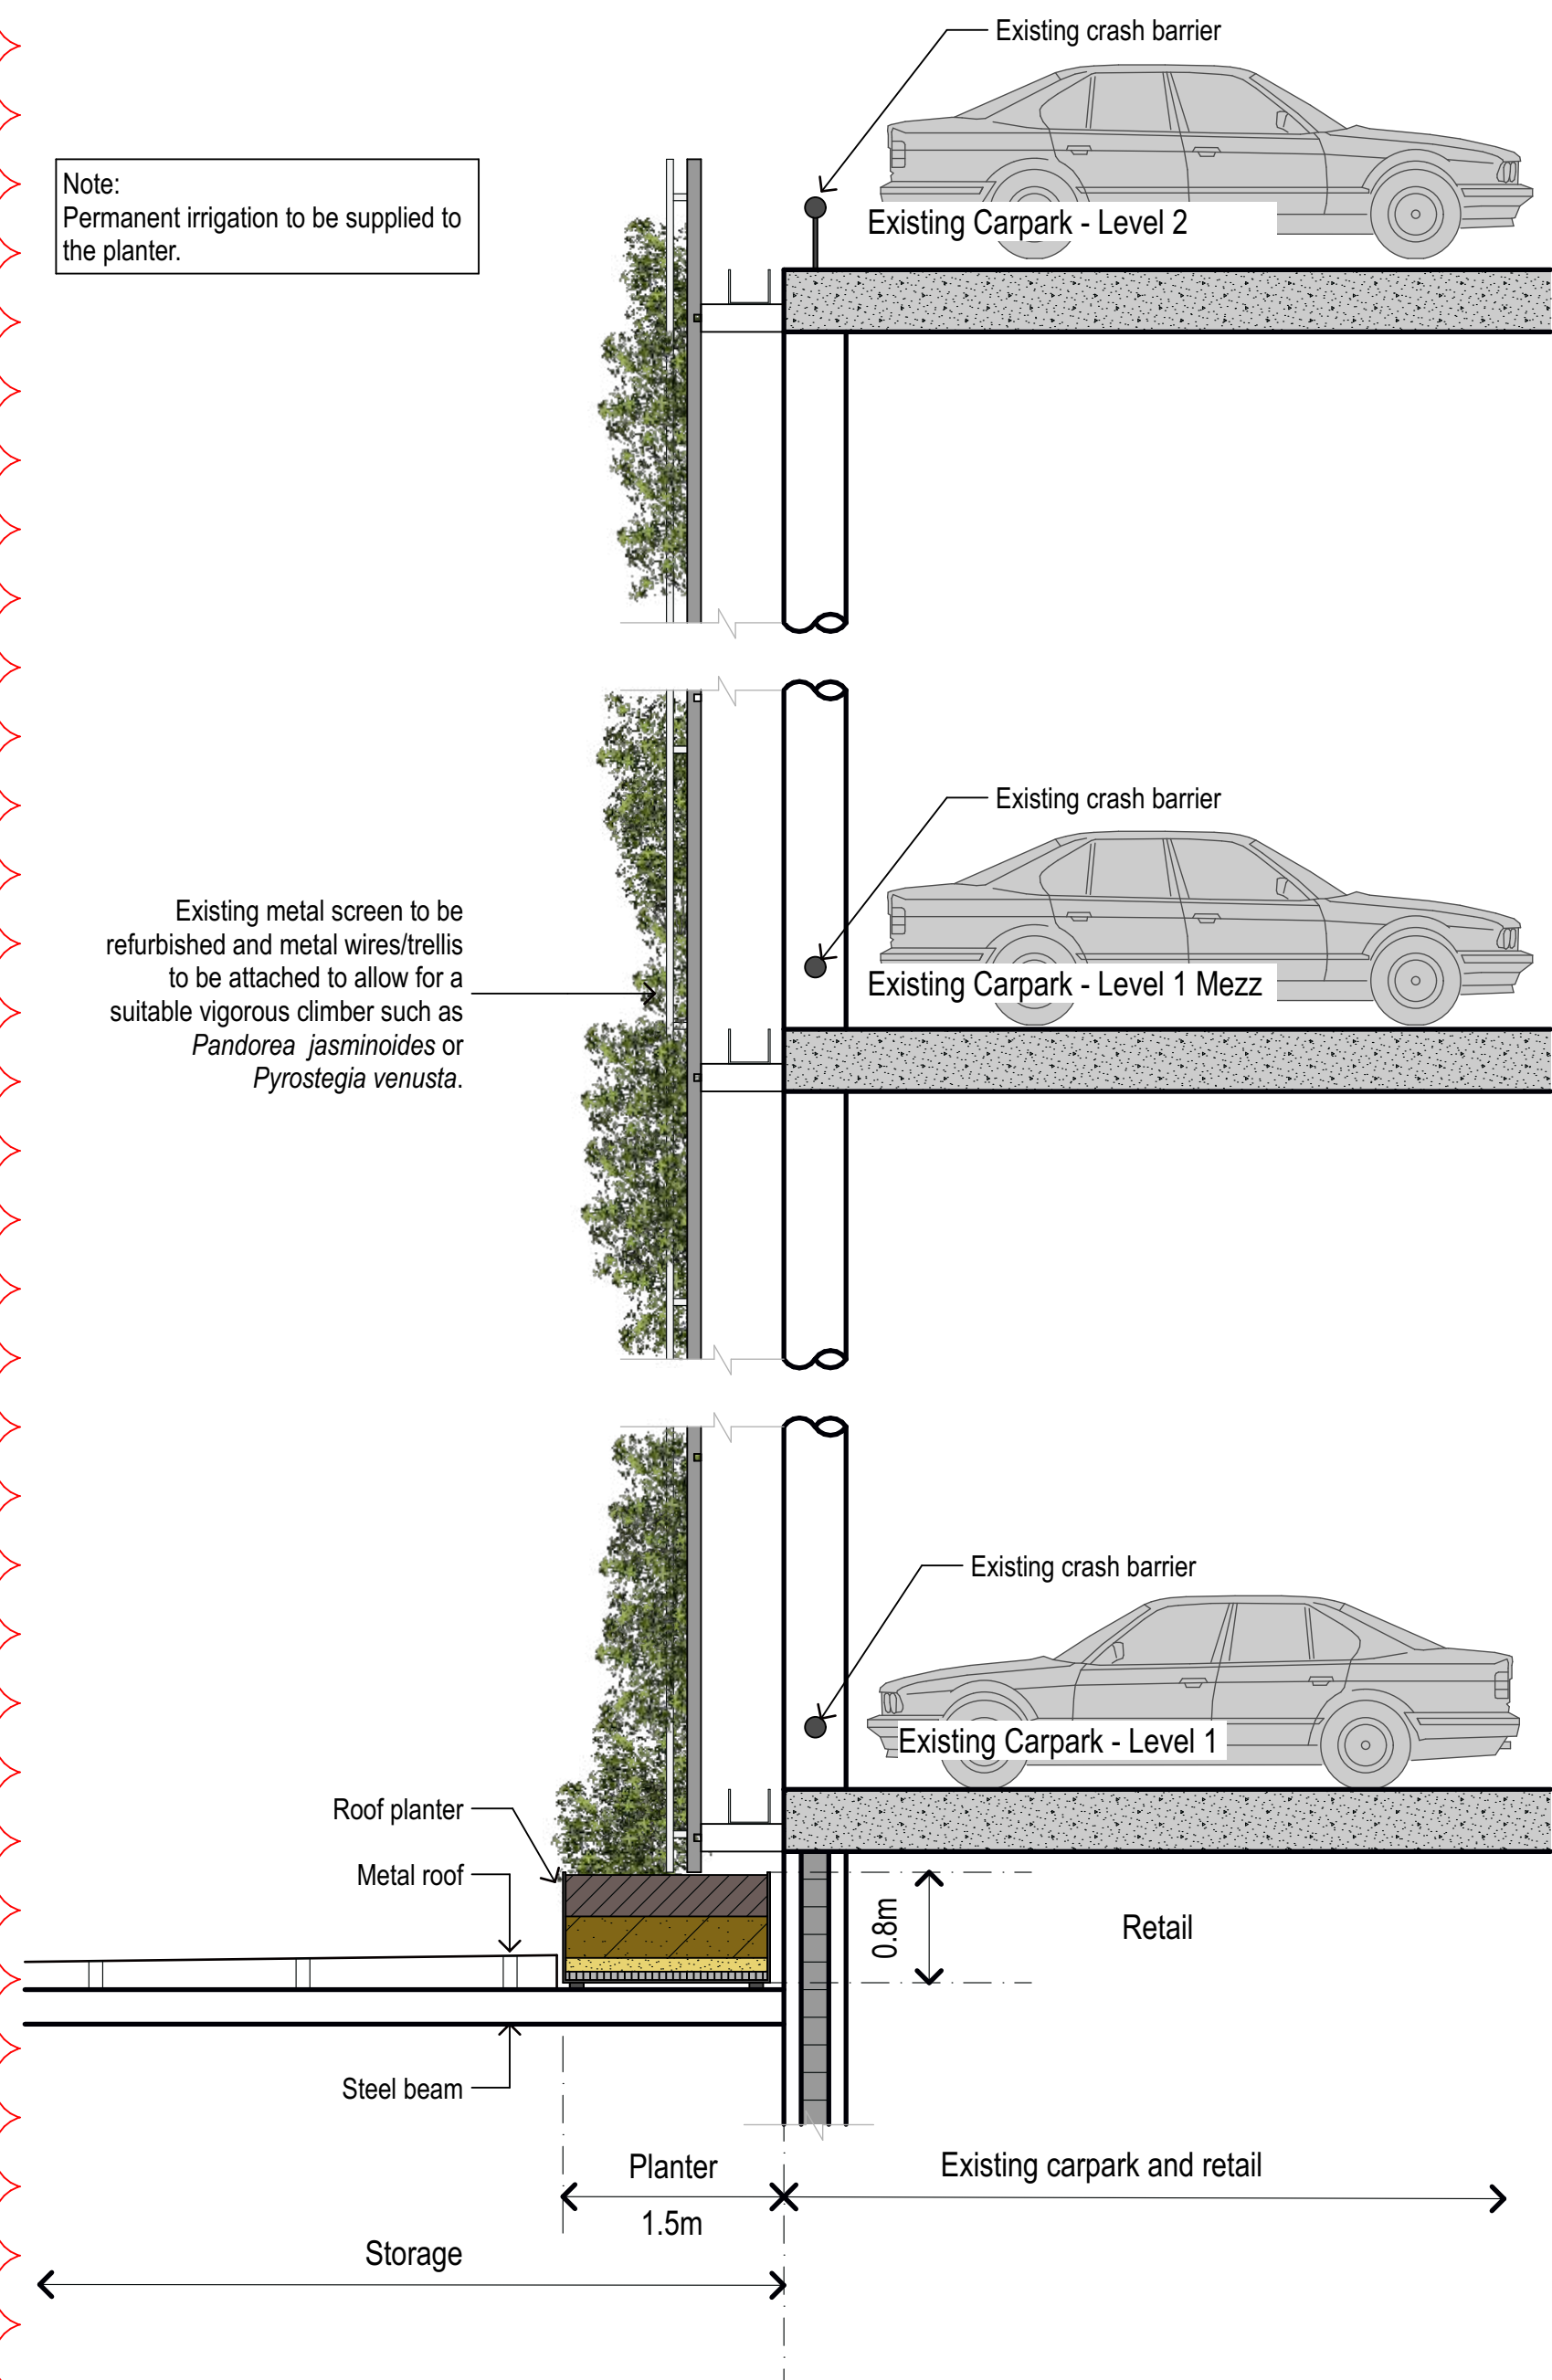 Existing crash barrier
Note:
Permanent irrigation to be supplied to
the planter.
Existing Carpark - Level 2
Existing crash barrier
Existing metal screen to be
refurbished and metal wires/trellis
to be attached to allow for a
suitable vigorous climber such as
Pandorea jasminoides or
Pyrostegia venusta.
Existing Carpark - Level 1 Mezz
Existing crash barrier
Existing Carpark - Level 1
Roof planter
Metal roof
0.8m
Retail
Steel beam
Planter
Existing carpark and retail
1.5m
Storage